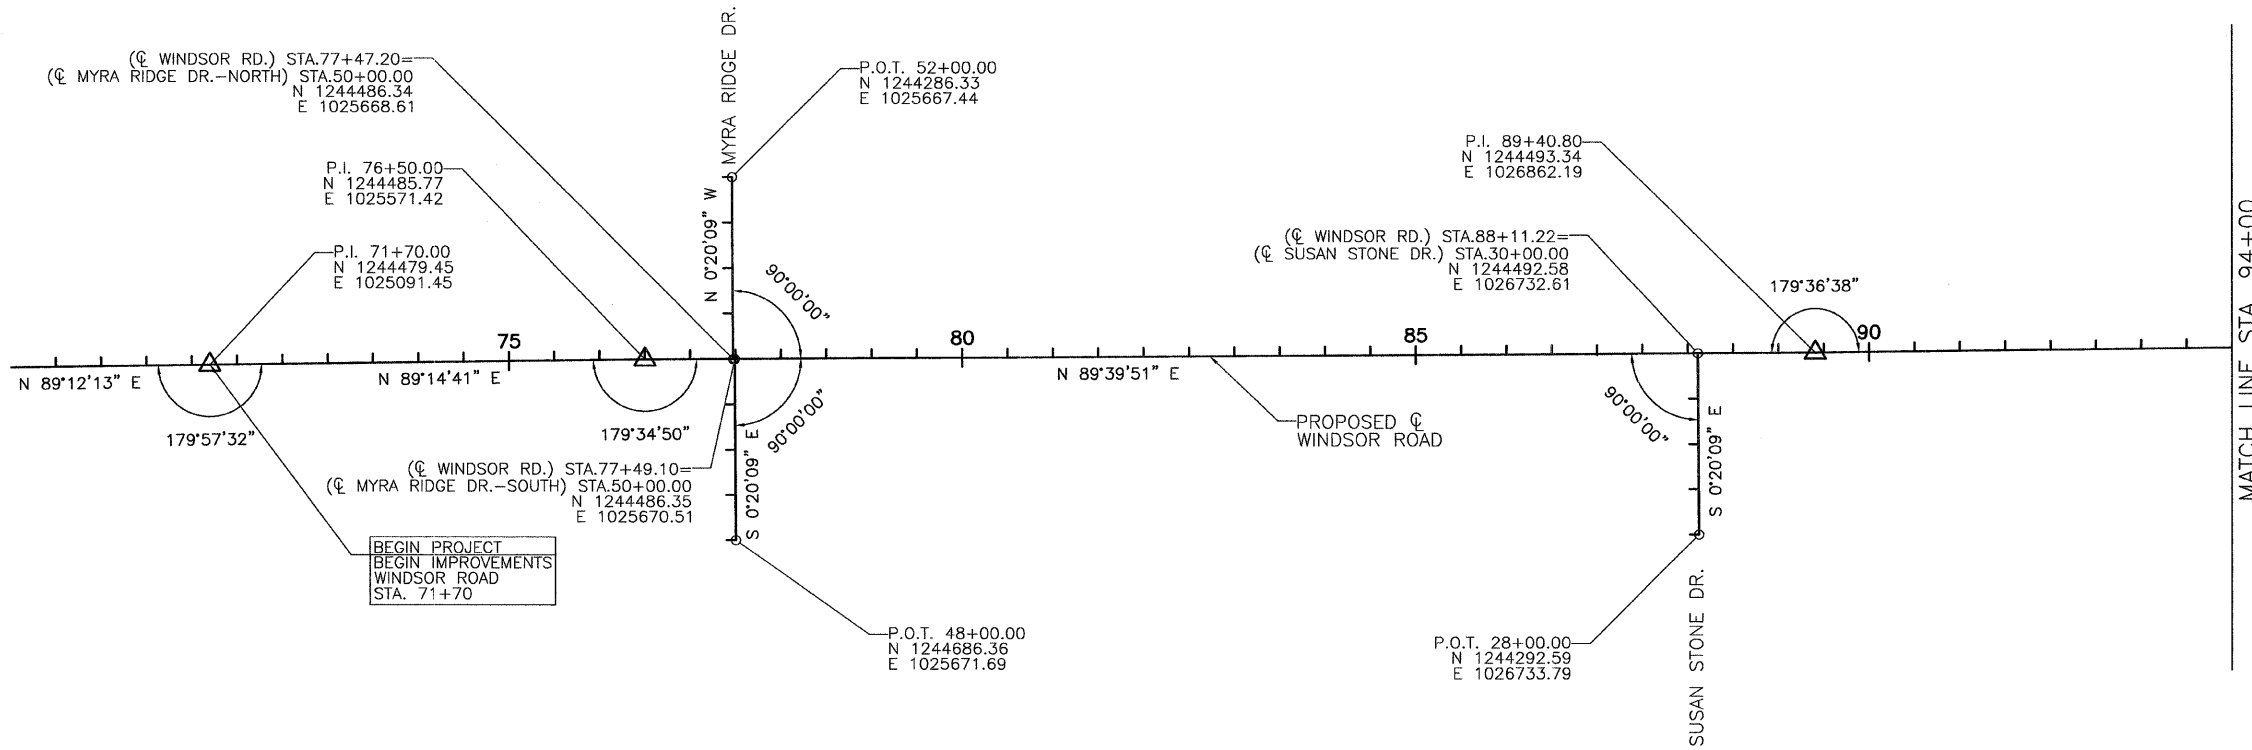 MYRA RIDGE DR.
(℄ WINDSOR RD.) STA.77+47.20=
(℄ MYRA RIDGE DR.-NORTH) STA.50+00.00
N 1244486.34
E 1025668.61
P.O.T. 52+00.00
N 1244286.33
E 1025667.44
P.I. 76+50.00
N 1244485.77
E 1025571.42
P.I. 71+70.00
N 1244479.45
E 1025091.45
P.I. 89+40.80
N 1244493.34
E 1026862.19
(℄ WINDSOR RD.) STA.88+11.22=
(℄ SUSAN STONE DR.) STA.30+00.00
N 1244492.58
E 1026732.61
N 0°20'09" W
90°00'00"
179°36'38"
75
80
85
90
N 89°12'13" E
N 89°14'41" E
N 89°39'51" E
179°57'32"
179°34'50"
90°00'00"
90°00'00"
S 0°20'09" E
S 0°20'09" E
PROPOSED ℄
WINDSOR ROAD
(℄ WINDSOR RD.) STA.77+49.10=
(℄ MYRA RIDGE DR.-SOUTH) STA.50+00.00
N 1244486.35
E 1025670.51
BEGIN PROJECT
BEGIN IMPROVEMENTS
WINDSOR ROAD
STA. 71+70
P.O.T. 48+00.00
N 1244686.36
E 1025671.69
P.O.T. 28+00.00
N 1244292.59
E 1026733.79
SUSAN STONE DR.
MATCH LINE STA. 94+00